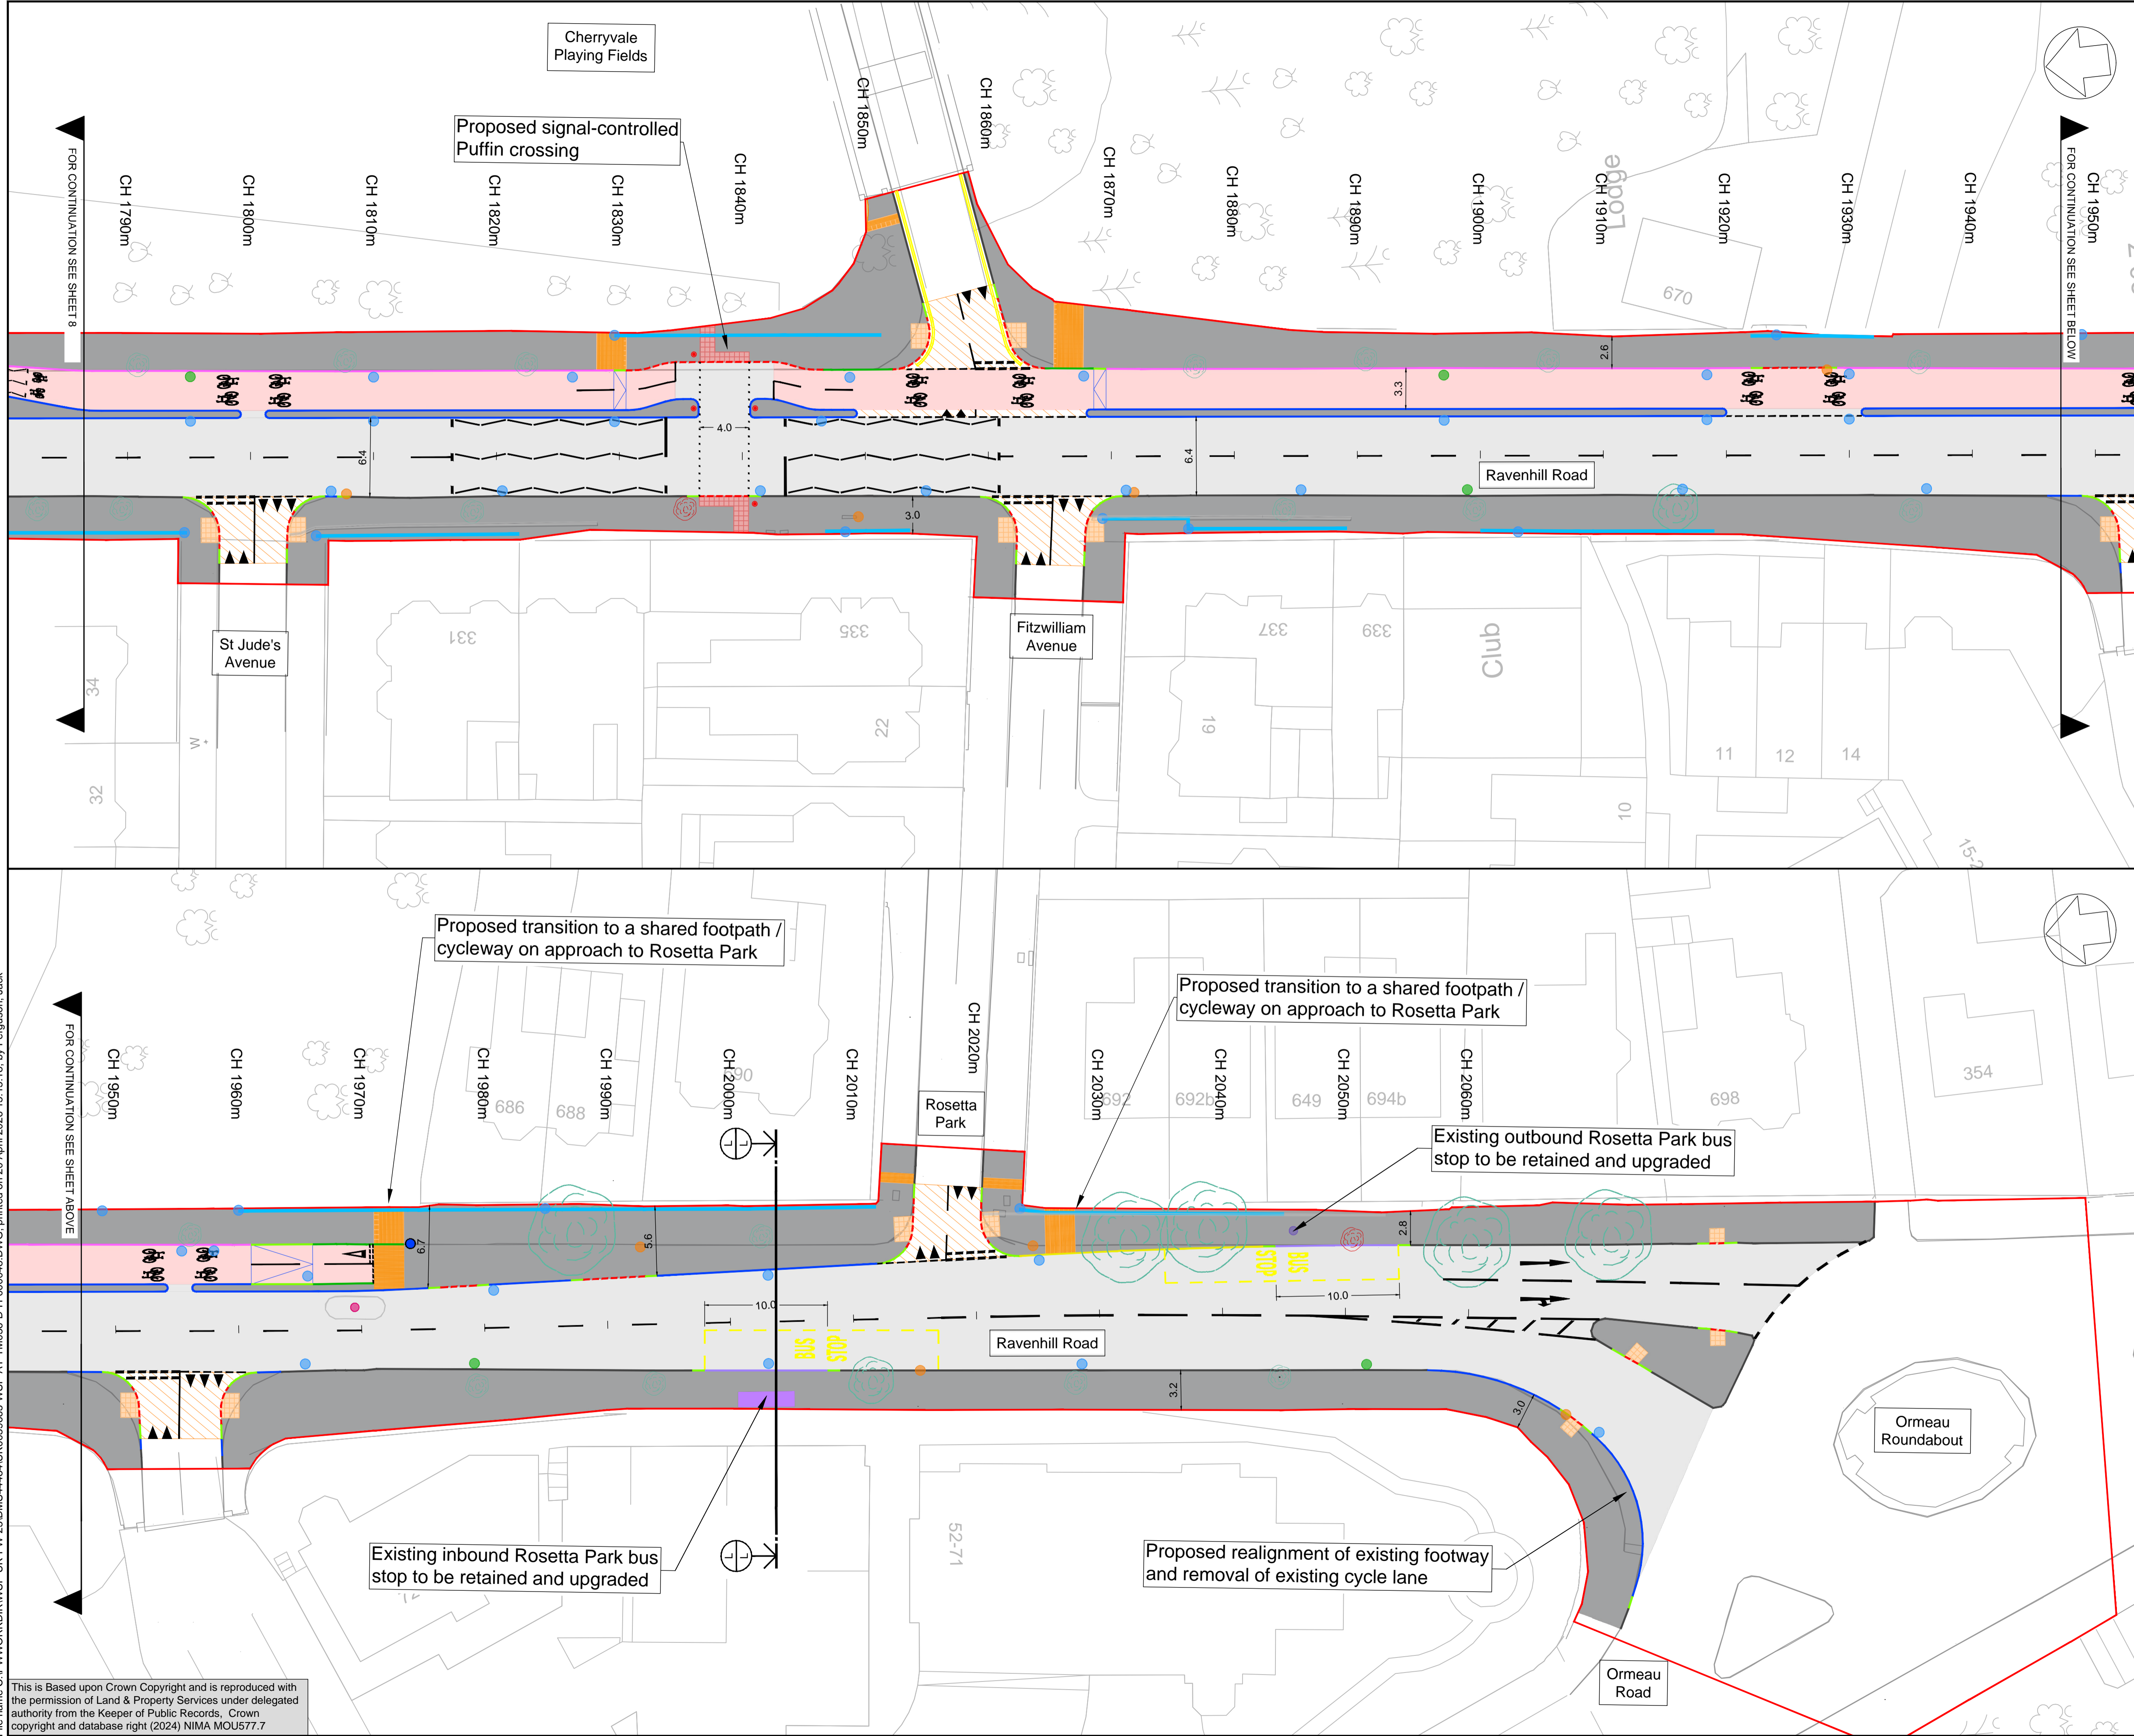 Cherryvale
Playing Fields
Proposed signal-controlled
Puffin crossing
FOR CONTINUATION SEE SHEET 8
CH 1790m
CH 1800m
CH 1810m
CH 1820m
CH 1830m
CH 1840m
CH 1850m
CH 1860m
CH 1870m
CH 1880m
CH 1890m
CH 1900m
CH 1910m
CH 1920m
CH 1930m
CH 1940m
CH 1950m
FOR CONTINUATION SEE SHEET BELOW
Lodge
670
2.6
3.3
4.0
6.4
6.4
3.0
Ravenhill Road
St Jude's
Avenue
Fitzwilliam
Avenue
331
335
337
339
Club
34
32
W
22
19
10
11
12
14
Proposed transition to a shared footpath /
cycleway on approach to Rosetta Park
Proposed transition to a shared footpath /
cycleway on approach to Rosetta Park
FOR CONTINUATION SEE SHEET ABOVE
CH 1950m
CH 1960m
CH 1970m
CH 1980m
CH 1990m
CH 2000m
CH 2010m
CH 2020m
CH 2030m
CH 2040m
CH 2050m
CH 2060m
686
688
690
692
692b
649
694b
698
354
Rosetta
Park
Existing outbound Rosetta Park bus
stop to be retained and upgraded
L
L
6.7
5.6
2.8
BUS
STOP
10.0
10.0
BUS
STOP
Ravenhill Road
3.2
3.0
Ormeau
Roundabout
Existing inbound Rosetta Park bus
stop to be retained and upgraded
L
L
52-71
Proposed realignment of existing footway
and removal of existing cycle lane
Ormeau
Road
This is Based upon Crown Copyright and is reproduced with
the permission of Land & Property Services under delegated
authority from the Keeper of Public Records, Crown
copyright and database right (2024) NIMA MOU577.7